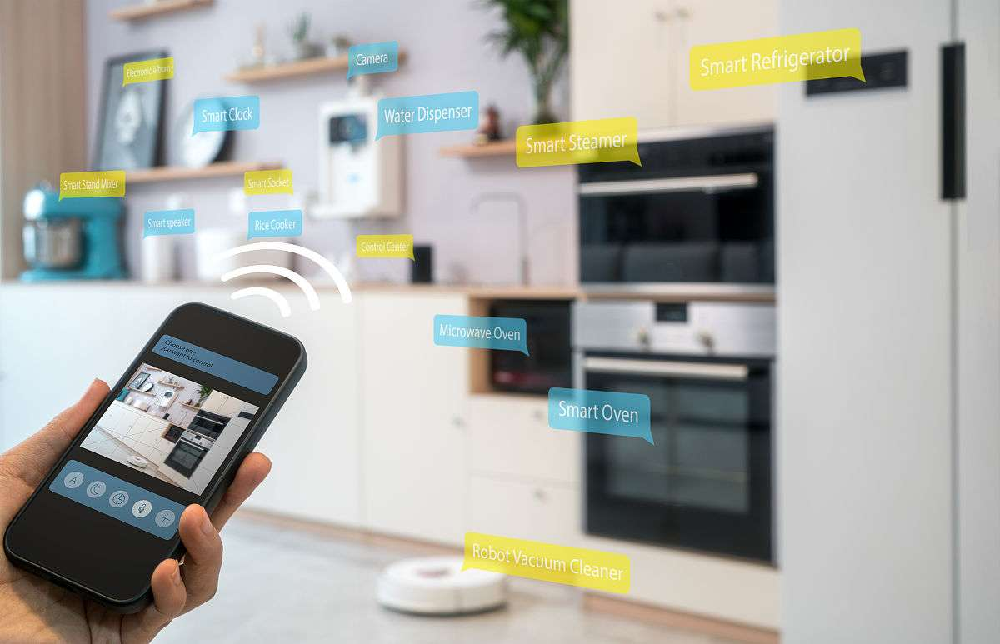 Smart Refrigerator
Camera
Electronic Album
Smart Clock
Water Dispenser
Smart Steamer
Smart Stand Mixer
Smart Socket
Smart speaker
Rice Cooker
Control Center
Microwave Oven
Choose one
you want to control
Smart Oven
A
Robot Vacuum Cleaner